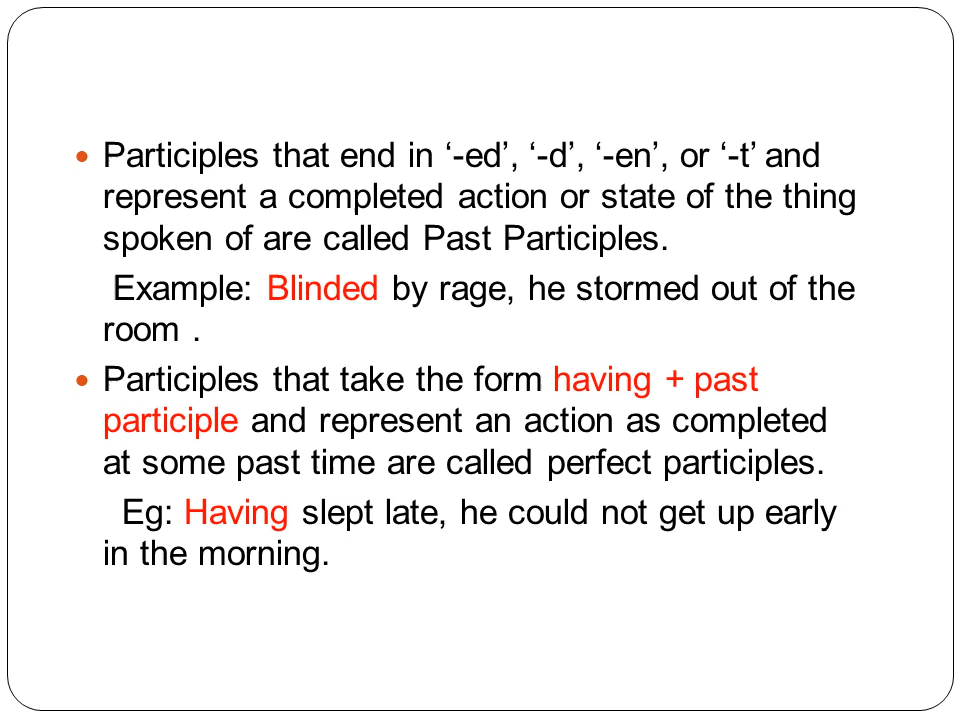 Participles that end in ‘-ed’, ‘-d’, ‘-en’, or ‘-t’ and
represent a completed action or state of the thing
spoken of are called Past Participles.
Example: Blinded by rage, he stormed out of the
room .
Participles that take the form having + past
participle and represent an action as completed
at some past time are called perfect participles.
Eg: Having slept late, he could not get up early
in the morning.